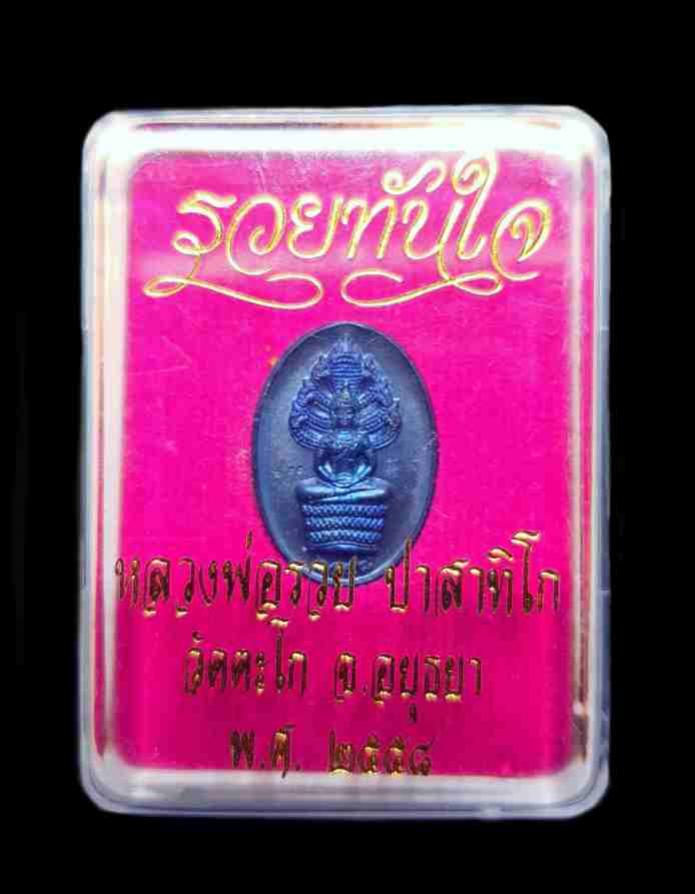 รวยทันใจ
หลวงพ่อรวย ปาสาทิโก
วัดตะโก จ.อยุธยา
พ.ศ. ๒๕๕๘